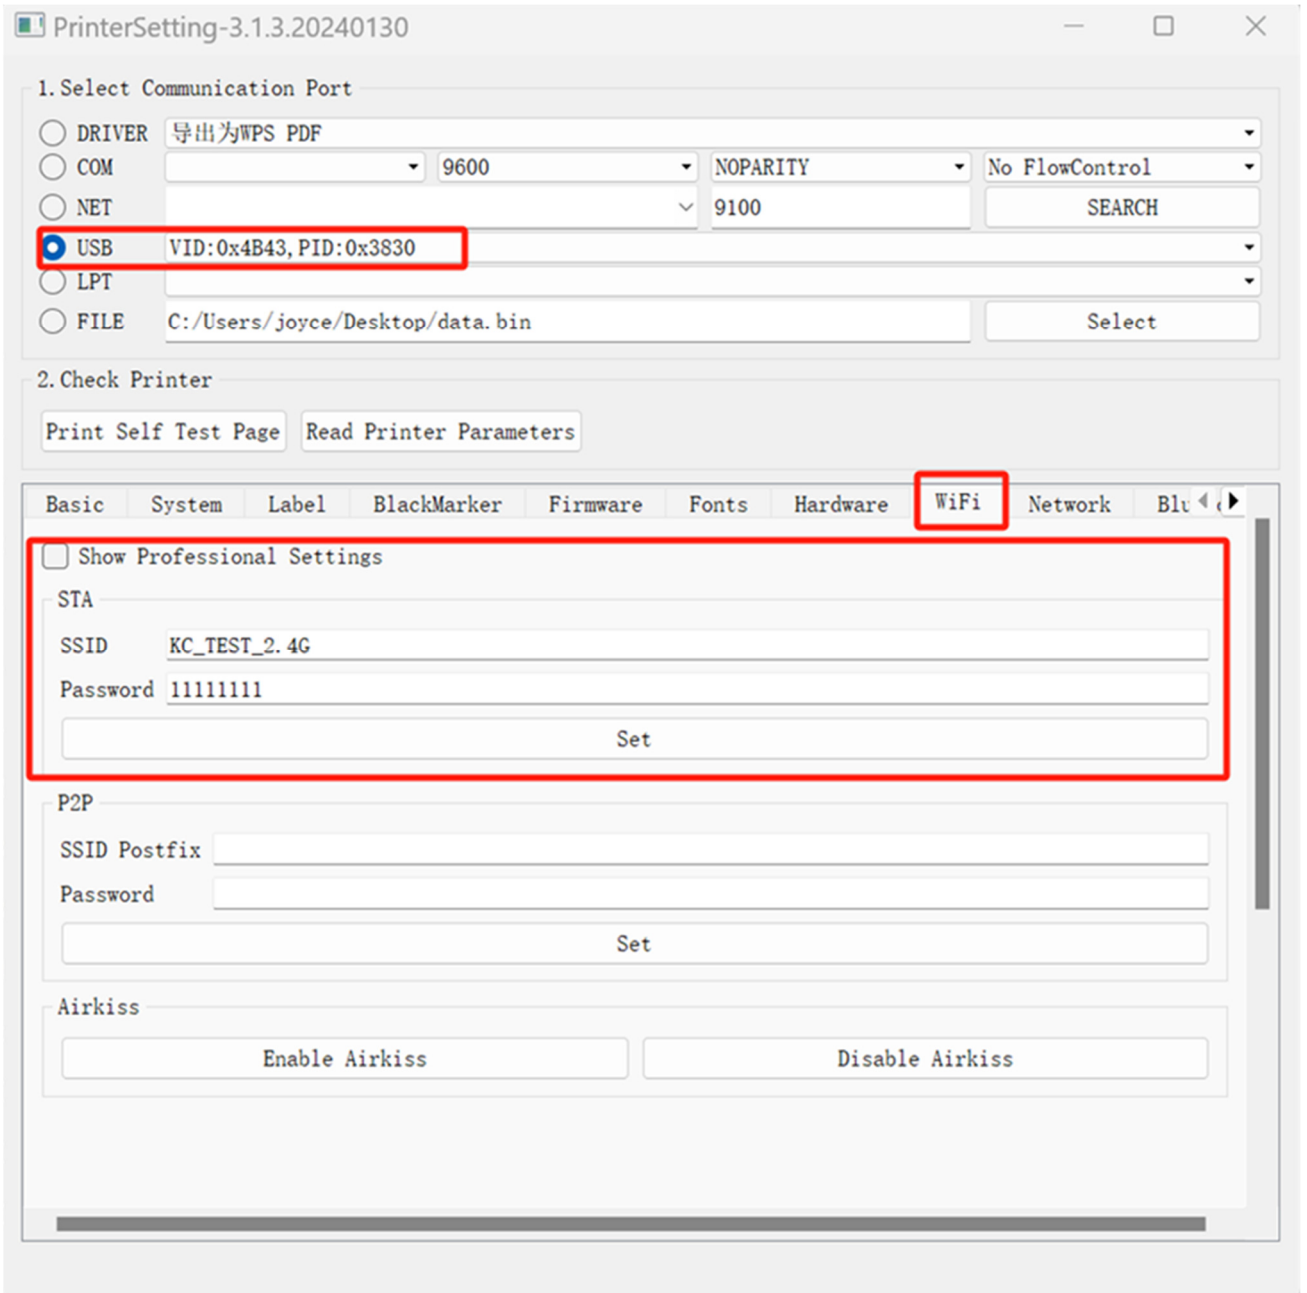 PrinterSetting-3.1.3.20240130
1.Select Communication Port
DRIVER 导出为WPS PDF
COM 9600 NOPARITY No FlowControl
NET 9100 SEARCH
USB VID:0x4B43,PID:0x3830
LPT
FILE C:/Users/joyce/Desktop/data.bin Select
2.Check Printer
Print Self Test Page Read Printer Parameters
Basic System Label BlackMarker Firmware Fonts Hardware WiFi Network Blu
Show Professional Settings
STA
SSID KC_TEST_2.4G
Password 11111111
Set
P2P
SSID Postfix
Password
Set
Airkiss
Enable Airkiss Disable Airkiss